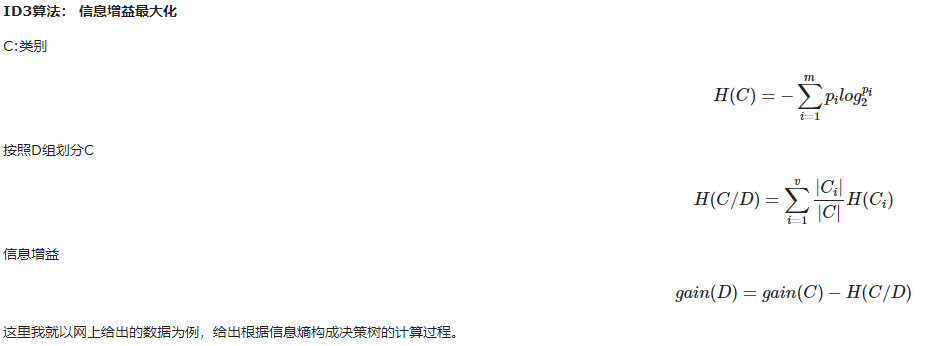 ID3算法： 信息增益最大化
C:类别
H(C) = -\sum_{i=1}^{m} p_i log_2^{p_i}
按照D组划分C
H(C/D) = \sum_{i=1}^{v} \frac{|C_i|}{|C|} H(C_i)
信息增益
gain(D) = gain(C) - H(C/D)
这里我就以网上给出的数据为例，给出根据信息熵构成决策树的计算过程。